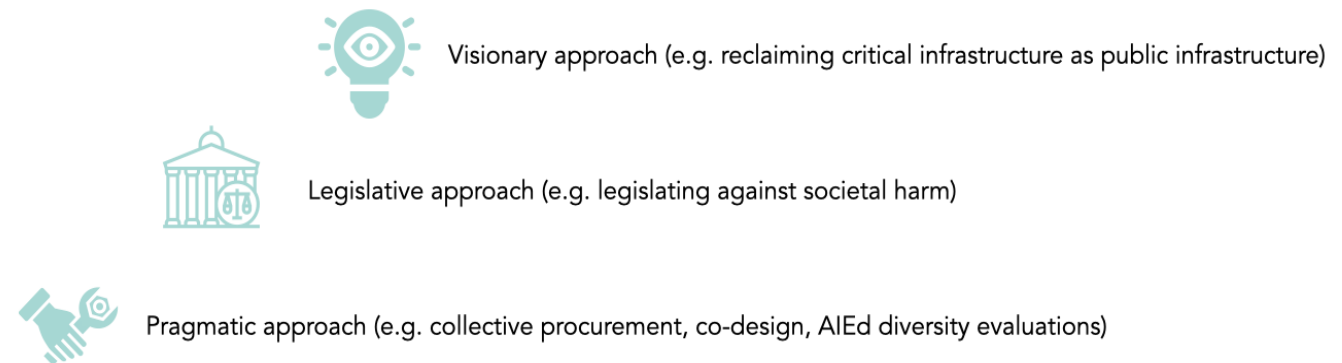 Visionary approach (e.g. reclaiming critical infrastructure as public infrastructure)
Legislative approach (e.g. legislating against societal harm)
Pragmatic approach (e.g. collective procurement, co-design, AIEd diversity evaluations)